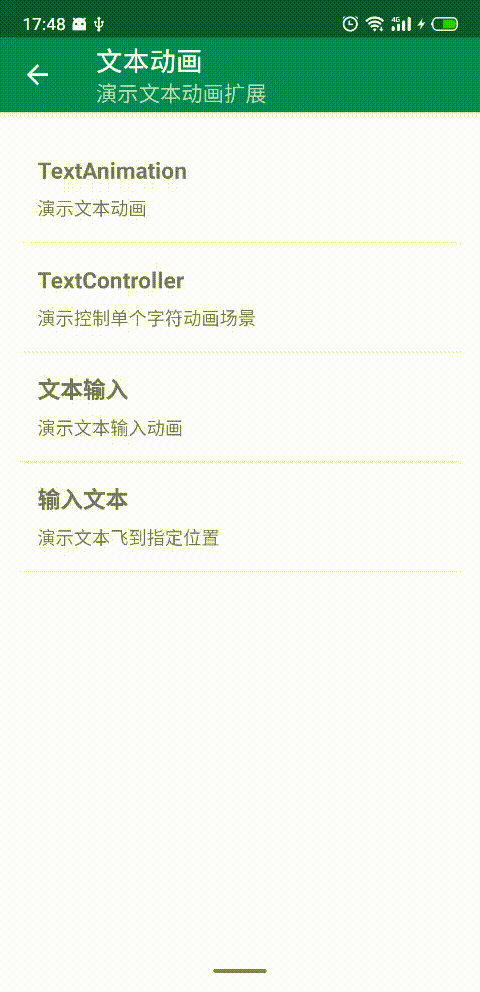 17:48
4G
文本动画
演示文本动画扩展
TextAnimation
演示文本动画
TextController
演示控制单个字符动画场景
文本输入
演示文本输入动画
输入文本
演示文本飞到指定位置